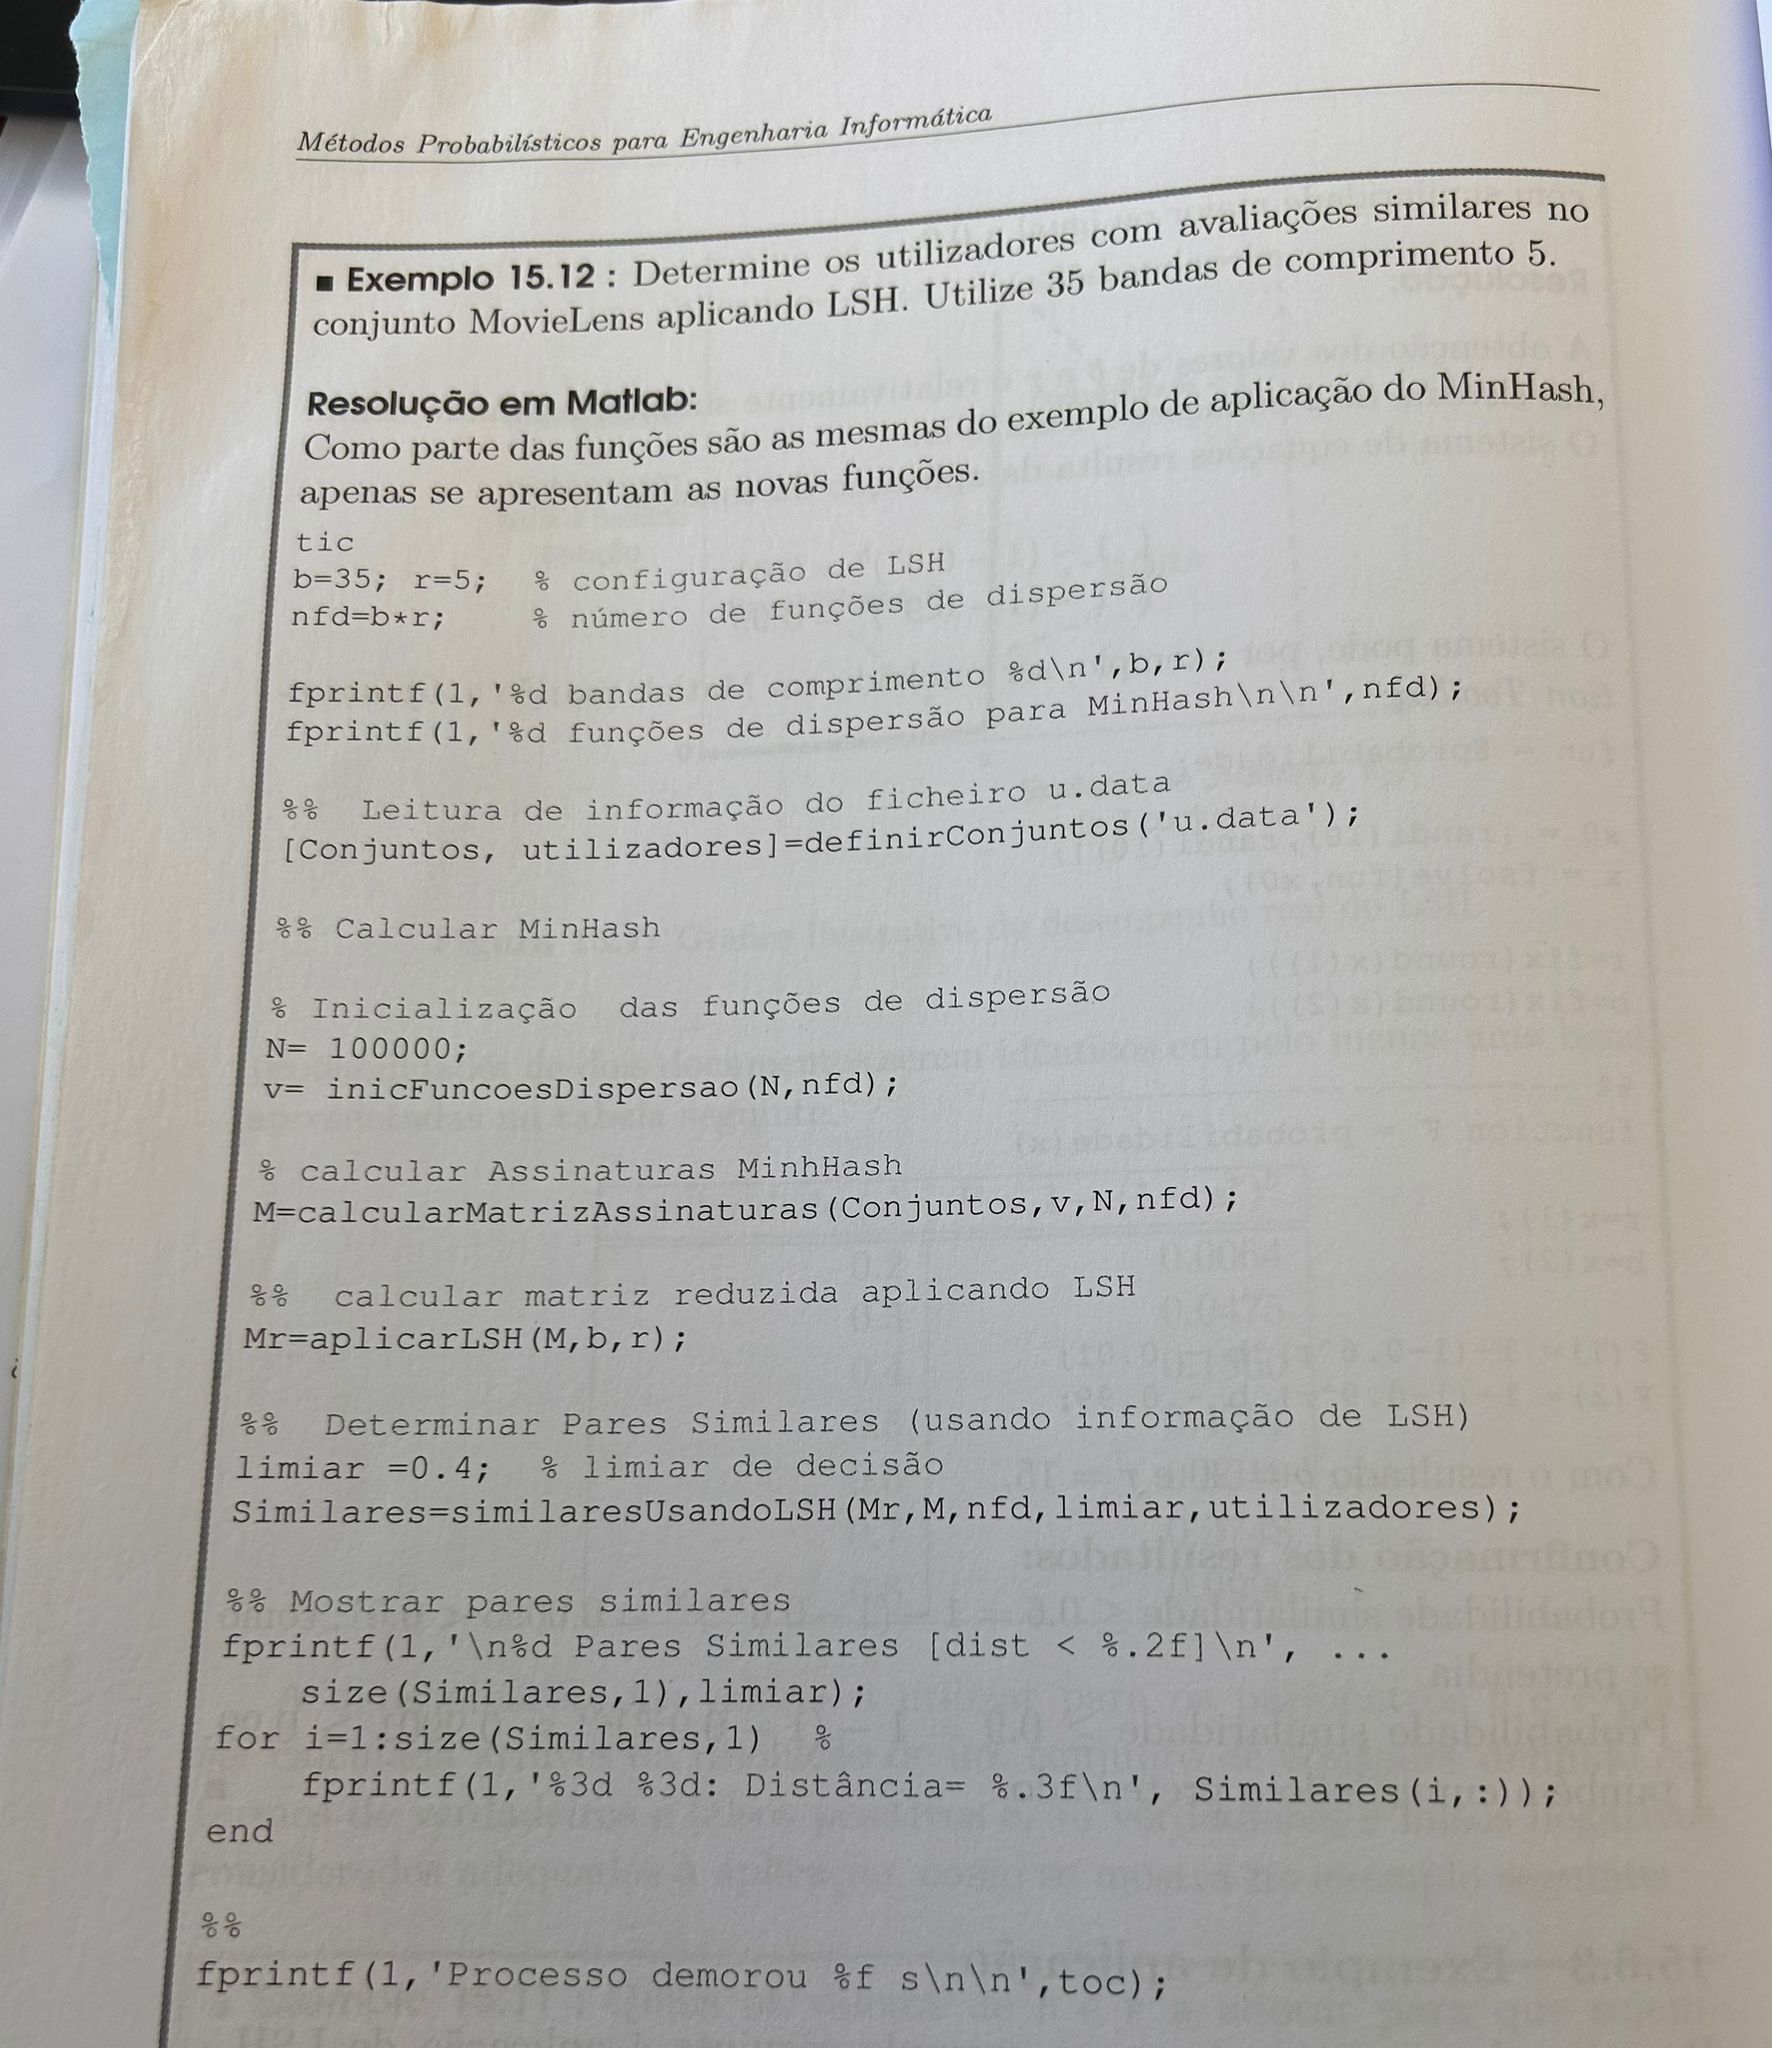 Métodos Probabilísticos para Engenharia Informática
▪ Exemplo 15.12 : Determine os utilizadores com avaliações similares no
conjunto MovieLens aplicando LSH. Utilize 35 bandas de comprimento 5.
Resolução em Matlab:
Como parte das funções são as mesmas do exemplo de aplicação do MinHash,
apenas se apresentam as novas funções.
tic
b=35; r=5;   % configuração de LSH
nfd=b*r;     % número de funções de dispersão
fprintf(1,'%d bandas de comprimento %d\n',b,r);
fprintf(1,'%d funções de dispersão para MinHash\n\n',nfd);
%%  Leitura de informação do ficheiro u.data
[Conjuntos, utilizadores]=definirConjuntos('u.data');
%% Calcular MinHash
% Inicialização  das funções de dispersão
N= 100000;
v= inicFuncoesDispersao(N,nfd);
% calcular Assinaturas MinhHash
M=calcularMatrizAssinaturas(Conjuntos,v,N,nfd);
%%  calcular matriz reduzida aplicando LSH
Mr=aplicarLSH(M,b,r);
%%  Determinar Pares Similares (usando informação de LSH)
limiar =0.4;  % limiar de decisão
Similares=similaresUsandoLSH(Mr,M,nfd,limiar,utilizadores);
%% Mostrar pares similares
fprintf(1,'\n%d Pares Similares [dist < %.2f]\n', ...
    size(Similares,1),limiar);
for i=1:size(Similares,1)  %
    fprintf(1,'%3d %3d: Distância= %.3f\n', Similares(i,:));
end
%%
fprintf(1,'Processo demorou %f s\n\n',toc);